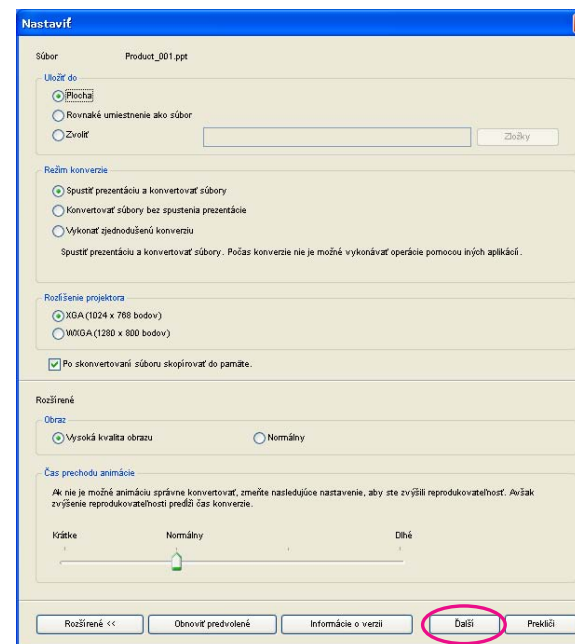 Nastaviť
Súbor Product_001.ppt
Uložiť do
Plocha
Rovnaké umiestnenie ako súbor
Zvoliť Zložky
Režim konverzie
Spustiť prezentáciu a konvertovať súbory
Konvertovať súbory bez spustenia prezentácie
Vykonať zjednodušenú konverziu
Spustiť prezentáciu a konvertovať súbory. Počas konverzie nie je možné vykonávať operácie pomocou iných aplikácií.
Rozlíšenie projektora
XGA (1024 x 768 bodov)
WXGA (1280 x 800 bodov)
Po skonvertovaní súboru skopírovať do pamäte.
Rozšírené
Obraz
Vysoká kvalita obrazu Normálny
Čas prechodu animácie
Ak nie je možné animáciu správne konvertovať, zmeňte nasledujúce nastavenie, aby ste zvýšili reprodukovateľnosť. Avšak
zvýšenie reprodukovateľnosti predĺži čas konverzie.
Krátke Normálny Dlhé
Rozšírené << Obnoviť predvolené Informácie o verzii Ďalší Prekliči